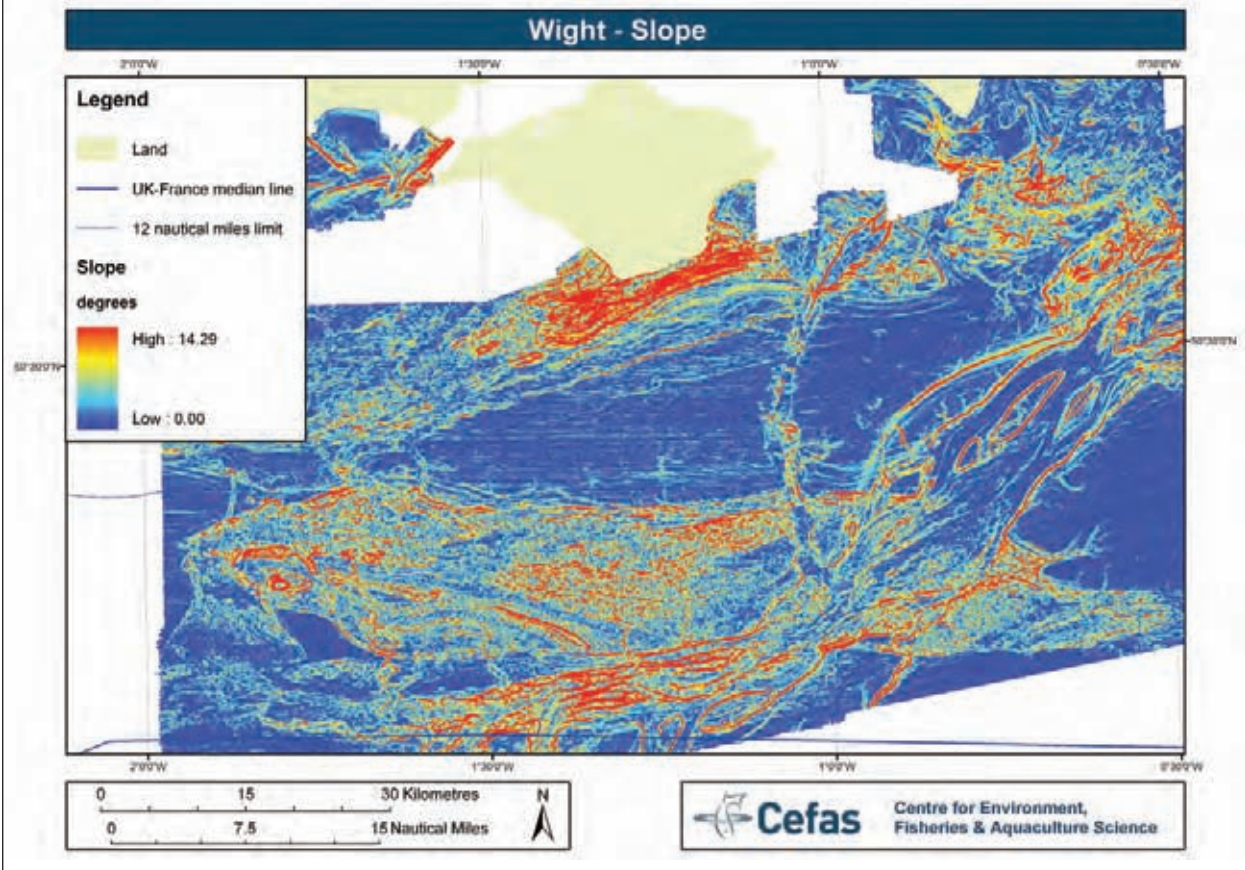 Wight - Slope
2°0'0"W 1°30'0"W 1°0'0"W 0°30'0"W
Legend
Land
UK-France median line
12 nautical miles limit
Slope
degrees
High : 14.29
Low : 0.00
50°30'0"N
50°30'0"N
2°0'0"W 1°30'0"W 1°0'0"W 0°30'0"W
0 15 30 Kilometres
N
0 7.5 15 Nautical Miles
Cefas
Centre for Environment,
Fisheries & Aquaculture Science